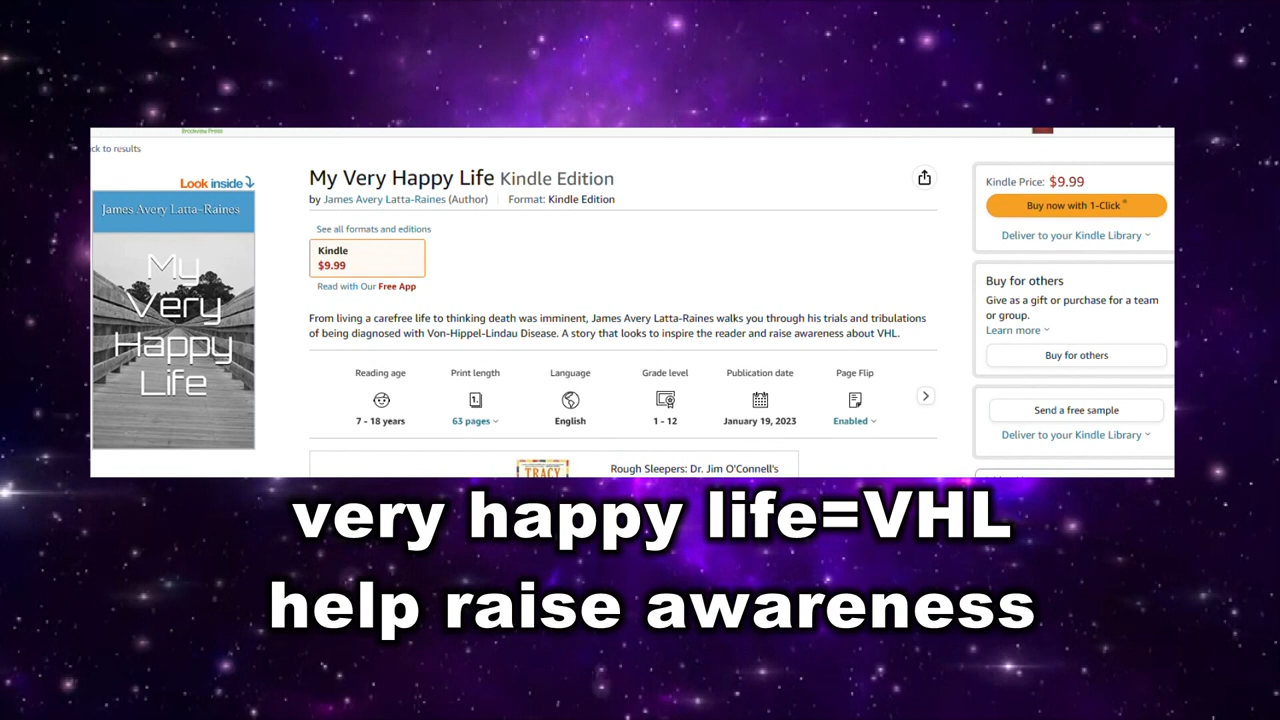 Brookview Press
ck to results
Look inside
James Avery Latta-Raines
My
Very
Happy
Life
My Very Happy Life Kindle Edition
by James Avery Latta-Raines (Author) Format: Kindle Edition
See all formats and editions
Kindle
$9.99
Read with Our Free App
From living a carefree life to thinking death was imminent, James Avery Latta-Raines walks you through his trials and tribulations
of being diagnosed with Von-Hippel-Lindau Disease. A story that looks to inspire the reader and raise awareness about VHL.
Reading age
7 - 18 years
Print length
63 pages
Language
English
Grade level
1 - 12
Publication date
January 19, 2023
Page Flip
Enabled
TRACY
Rough Sleepers: Dr. Jim O'Connell's
Kindle Price: $9.99
Buy now with 1-Click ®
Deliver to your Kindle Library
Buy for others
Give as a gift or purchase for a team
or group.
Learn more
Buy for others
Send a free sample
Deliver to your Kindle Library
very happy life=VHL
help raise awareness